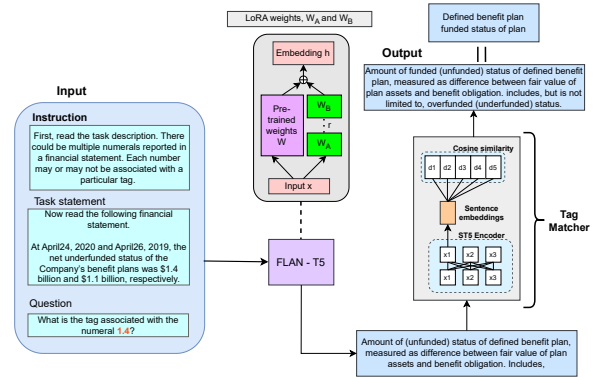 LoRA weights, W_A and W_B
Embedding h
Pre-
trained
weights
W
W_B
r
W_A
Input x
Input
Instruction
First, read the task description. There
could be multiple numerals reported in
a financial statement. Each number
may or may not be associated with a
particular tag.
Task statement
Now read the following financial
statement.
At April24, 2020 and April26, 2019, the
net underfunded status of the
Company's benefit plans was $1.4
billion and $1.1 billion, respectively.
Question
What is the tag associated with the
numeral 1.4?
FLAN - T5
Amount of (unfunded) status of defined benefit plan,
measured as difference between fair value of plan
assets and benefit obligation. Includes,
Tag
Matcher
Cosine similarity
d1 d2 d3 d4 d5
Sentence
embeddings
ST5 Encoder
x1 x2 x3
x1 x2 x3
Output
Amount of funded (unfunded) status of defined benefit
plan, measured as difference between fair value of
plan assets and benefit obligation. includes, but is not
limited to, overfunded (underfunded) status.
Defined benefit plan
funded status of plan